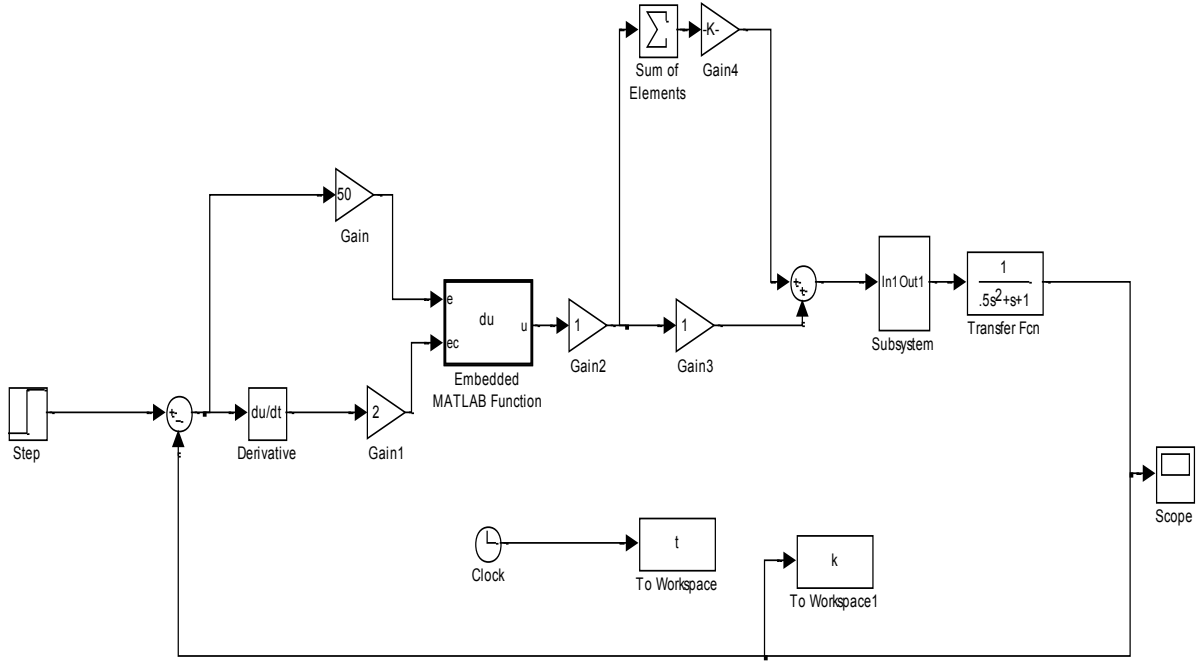 -K-
Sum of
Elements
Gain4
50
Gain
e
du
u
ec
1
Gain2
1
Gain3
In1 Out1
Subsystem
1
.5s²+s+1
Transfer Fcn
Embedded
MATLAB Function
Step
du/dt
Derivative
2
Gain1
Scope
Clock
t
To Workspace
k
To Workspace1